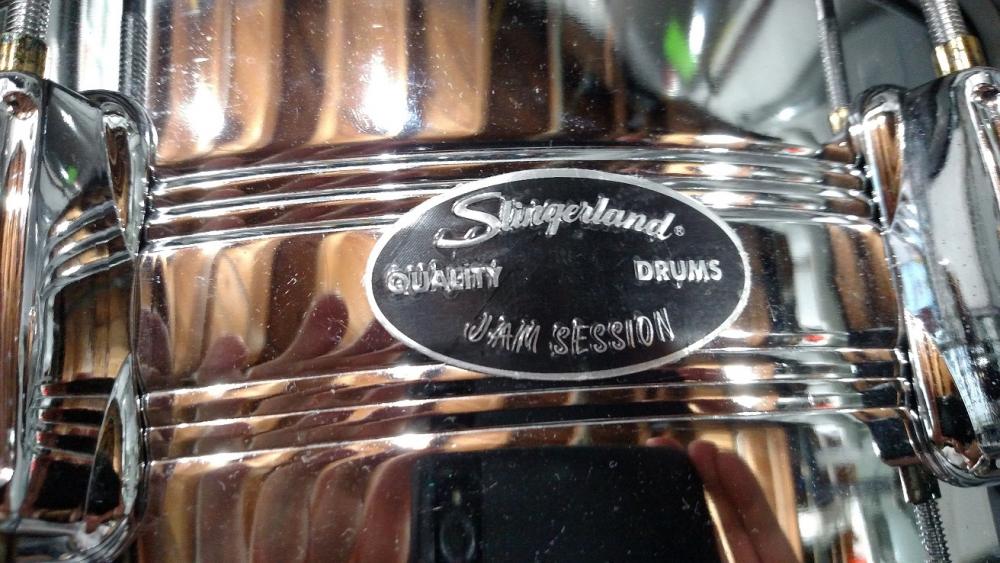 Slingerland®
QUALITY DRUMS
JAM SESSION